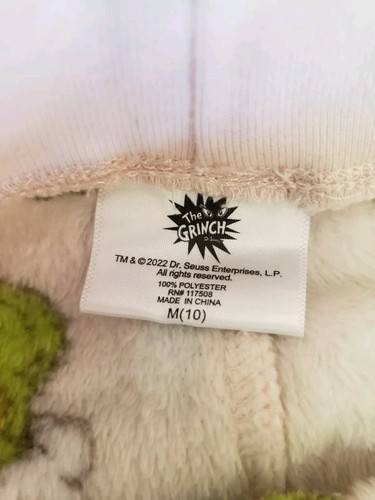 The
GRINCH
TM & © 2022 Dr. Seuss Enterprises, L.P.
All rights reserved.
100% POLYESTER
RN# 117508
MADE IN CHINA
M(10)